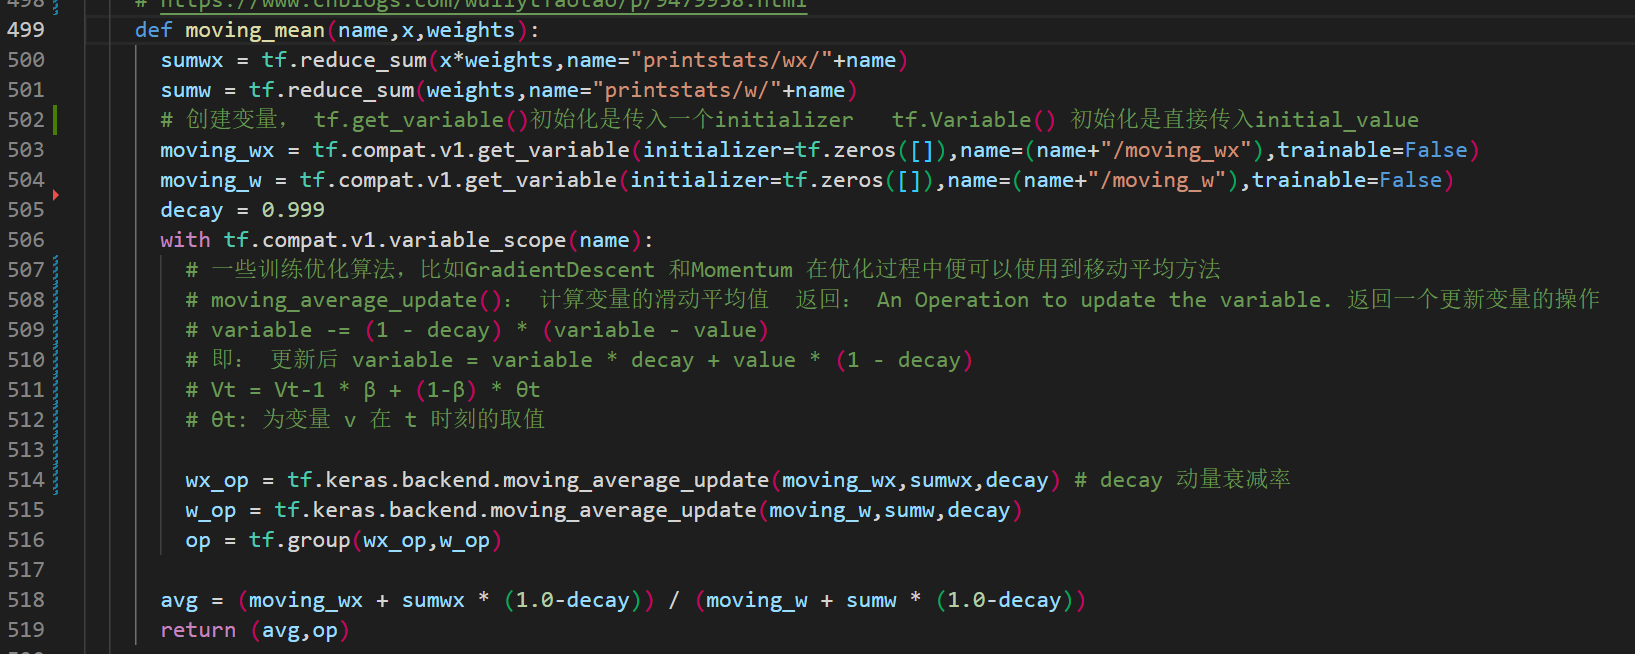 498 # https://www.cnblogs.com/wuliytTaotao/p/9479958.html
499 def moving_mean(name,x,weights):
500 sumwx = tf.reduce_sum(x*weights,name="printstats/wx/"+name)
501 sumw = tf.reduce_sum(weights,name="printstats/w/"+name)
502 # 创建变量， tf.get_variable()初始化是传入一个initializer   tf.Variable() 初始化是直接传入initial_value
503 moving_wx = tf.compat.v1.get_variable(initializer=tf.zeros([]),name=(name+"/moving_wx"),trainable=False)
504 moving_w = tf.compat.v1.get_variable(initializer=tf.zeros([]),name=(name+"/moving_w"),trainable=False)
505 decay = 0.999
506 with tf.compat.v1.variable_scope(name):
507 # 一些训练优化算法，比如GradientDescent 和Momentum 在优化过程中便可以使用到移动平均方法
508 # moving_average_update()： 计算变量的滑动平均值  返回： An Operation to update the variable. 返回一个更新变量的操作
509 # variable -= (1 - decay) * (variable - value)
510 # 即： 更新后 variable = variable * decay + value * (1 - decay)
511 # Vt = Vt-1 * β + (1-β) * θt
512 # θt: 为变量 v 在 t 时刻的取值
513
514 wx_op = tf.keras.backend.moving_average_update(moving_wx,sumwx,decay) # decay 动量衰减率
515 w_op = tf.keras.backend.moving_average_update(moving_w,sumw,decay)
516 op = tf.group(wx_op,w_op)
517
518 avg = (moving_wx + sumwx * (1.0-decay)) / (moving_w + sumw * (1.0-decay))
519 return (avg,op)